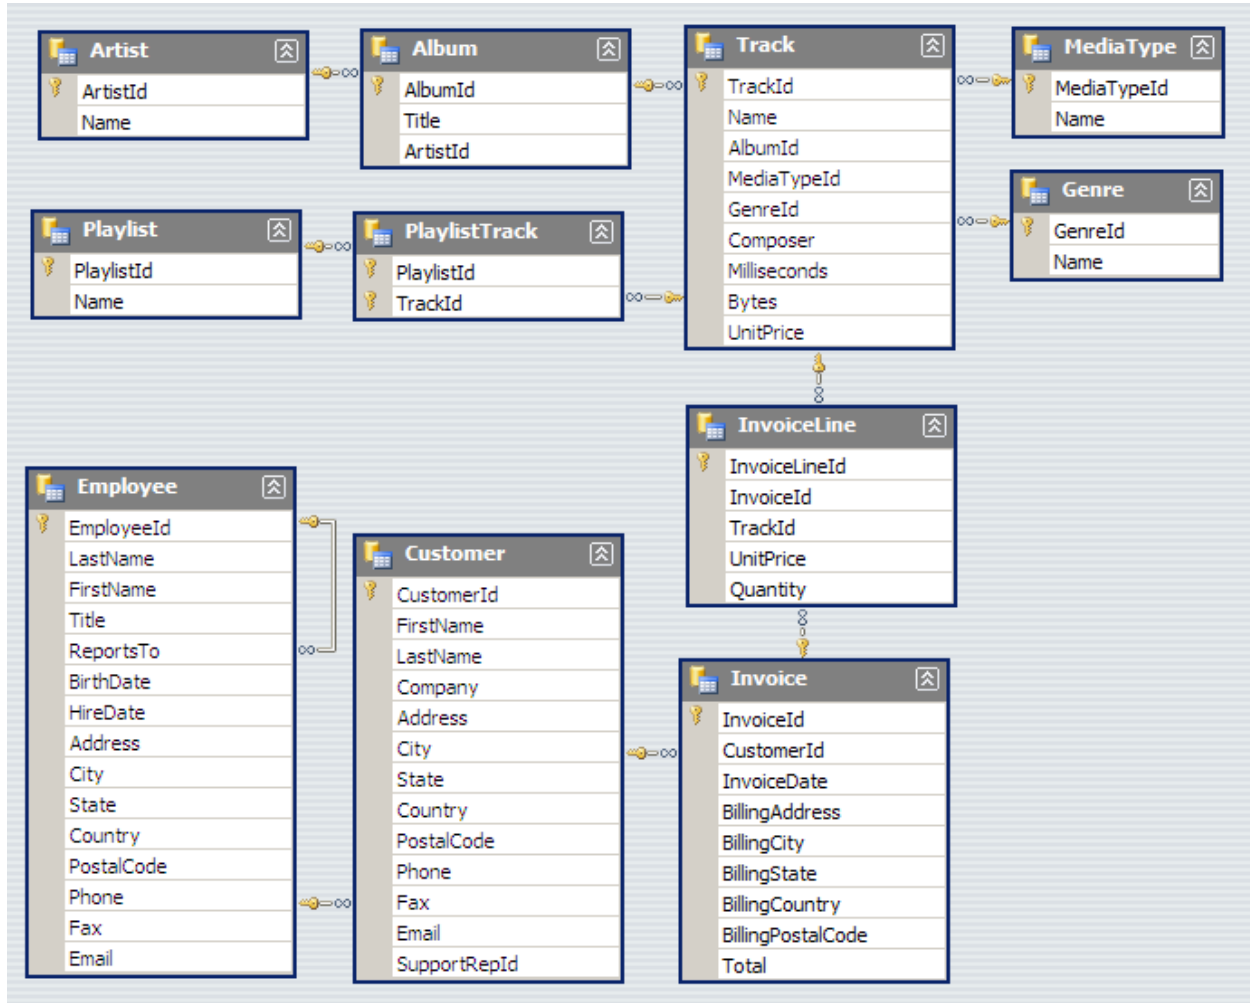 Artist
ArtistId
Name
Album
AlbumId
Title
ArtistId
Track
TrackId
Name
AlbumId
MediaTypeId
GenreId
Composer
Milliseconds
Bytes
UnitPrice
MediaType
MediaTypeId
Name
Genre
GenreId
Name
Playlist
PlaylistId
Name
PlaylistTrack
PlaylistId
TrackId
InvoiceLine
InvoiceLineId
InvoiceId
TrackId
UnitPrice
Quantity
Employee
EmployeeId
LastName
FirstName
Title
ReportsTo
BirthDate
HireDate
Address
City
State
Country
PostalCode
Phone
Fax
Email
Customer
CustomerId
FirstName
LastName
Company
Address
City
State
Country
PostalCode
Phone
Fax
Email
SupportRepId
Invoice
InvoiceId
CustomerId
InvoiceDate
BillingAddress
BillingCity
BillingState
BillingCountry
BillingPostalCode
Total